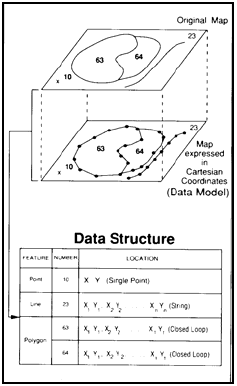 Original Map
23
63
64
x 10
23
Map
expressed
in
Cartesian
Coordinates
(Data Model)
63
64
x 10
Data Structure
FEATURE NUMBER LOCATION
Point 10 X Y (Single Point)
Line 23 X₁ Y₁ X₂ Y₂ . . . XₙYₙ (String)
Polygon
63 X₁ Y₁, X₂ Y₂ . . . X₁ Y₁ (Closed Loop)
64 X₁ Y₁, X₂ Y₂ . . . X₁ Y₁ (Closed Loop)